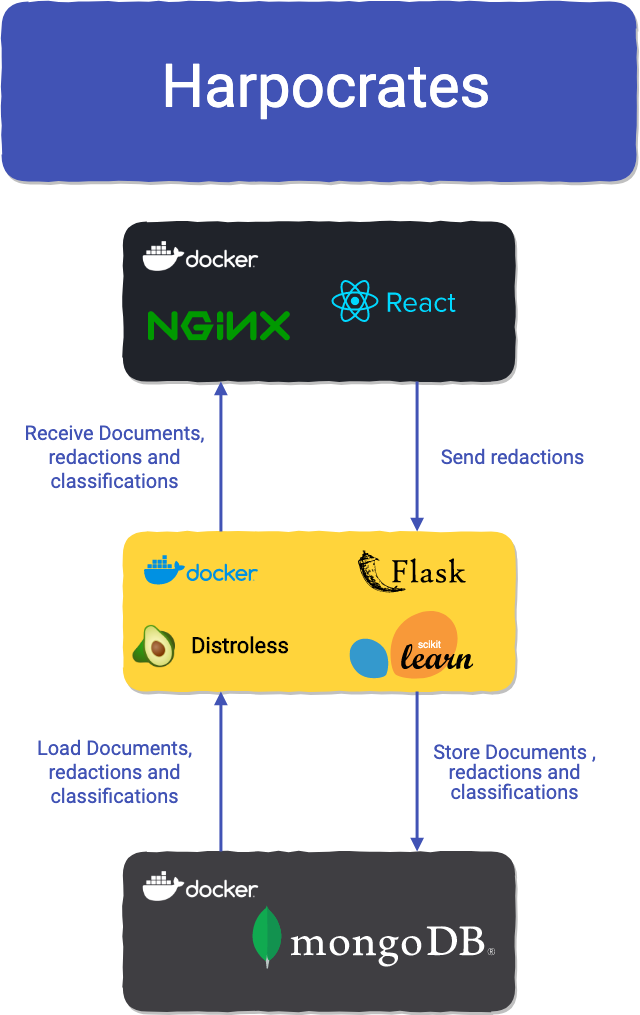 Harpocrates
docker
React
NGiNX
Receive Documents,
redactions and
classifications
Send redactions
docker
Flask
Distroless
scikit
learn
Load Documents,
redactions and
classifications
Store Documents ,
redactions and
classifications
docker
mongoDB®